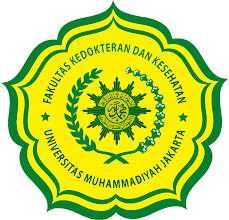 FAKULTAS KEDOKTERAN DAN KESEHATAN
UNIVERSITAS MUHAMMADIYAH JAKARTA